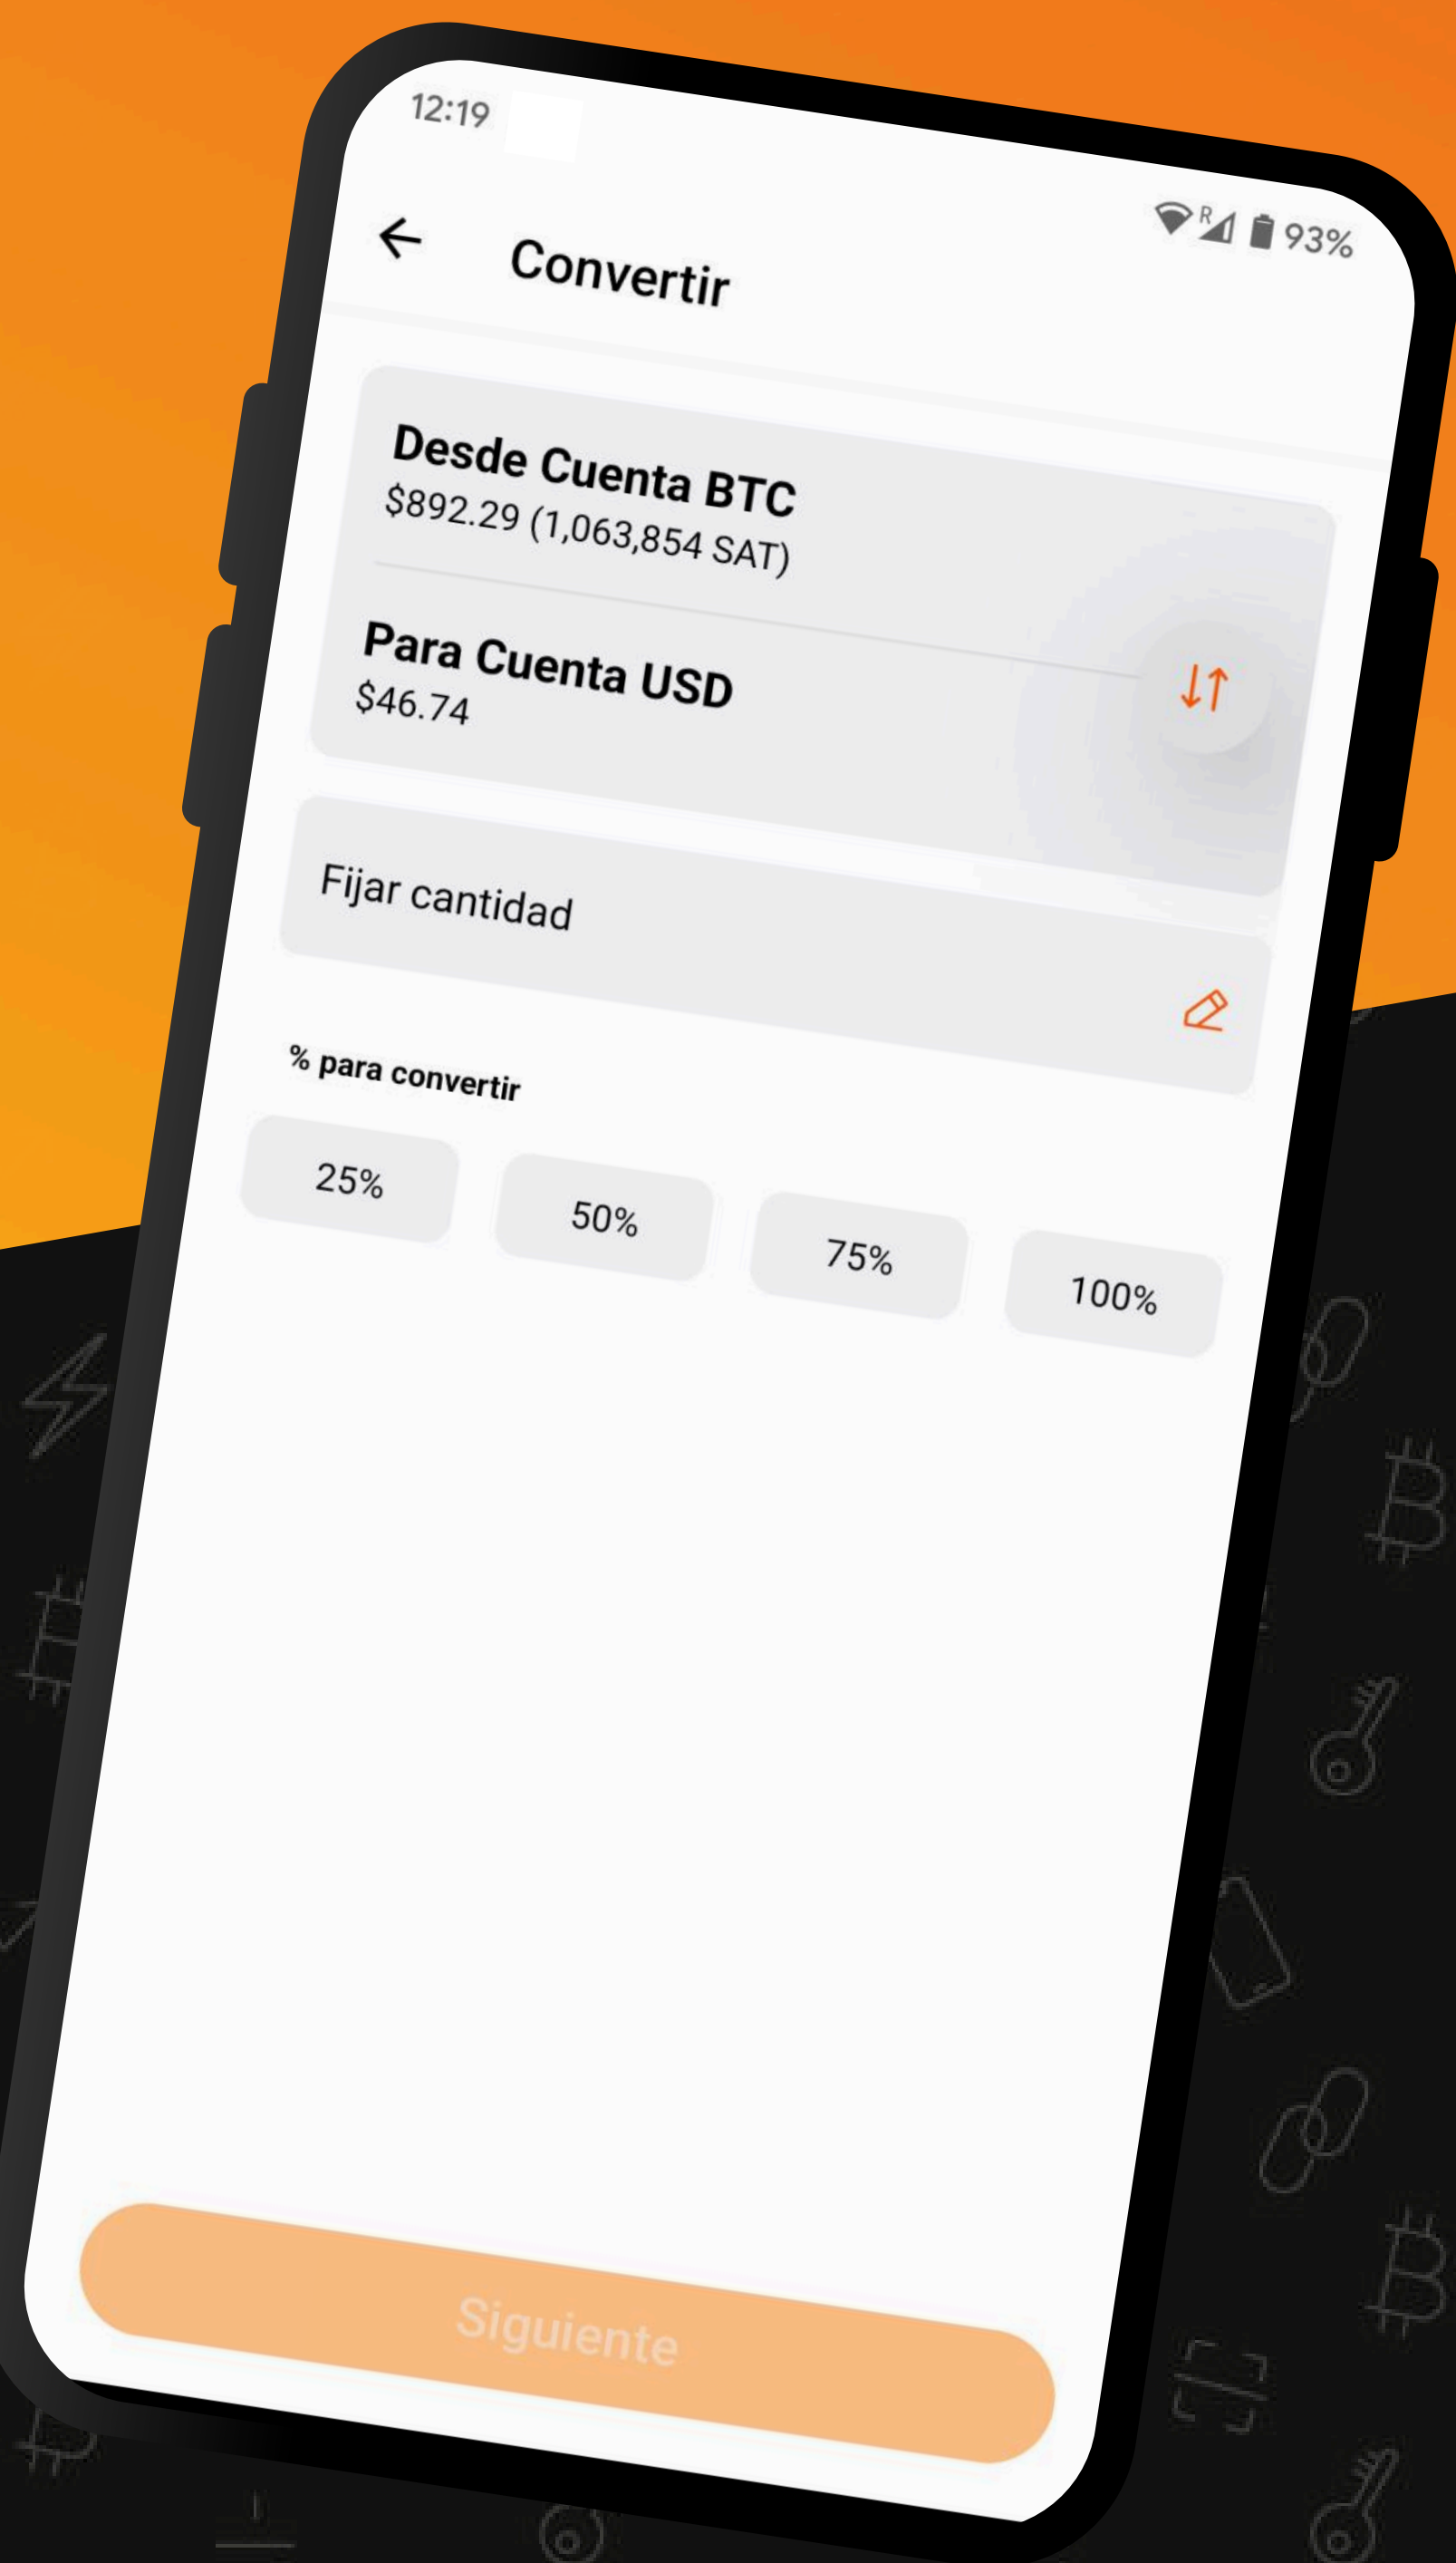 12:19
R
93%
Convertir
Desde Cuenta BTC
$892.29 (1,063,854 SAT)
Para Cuenta USD
$46.74
Fijar cantidad
% para convertir
25%
50%
75%
100%
Siguiente